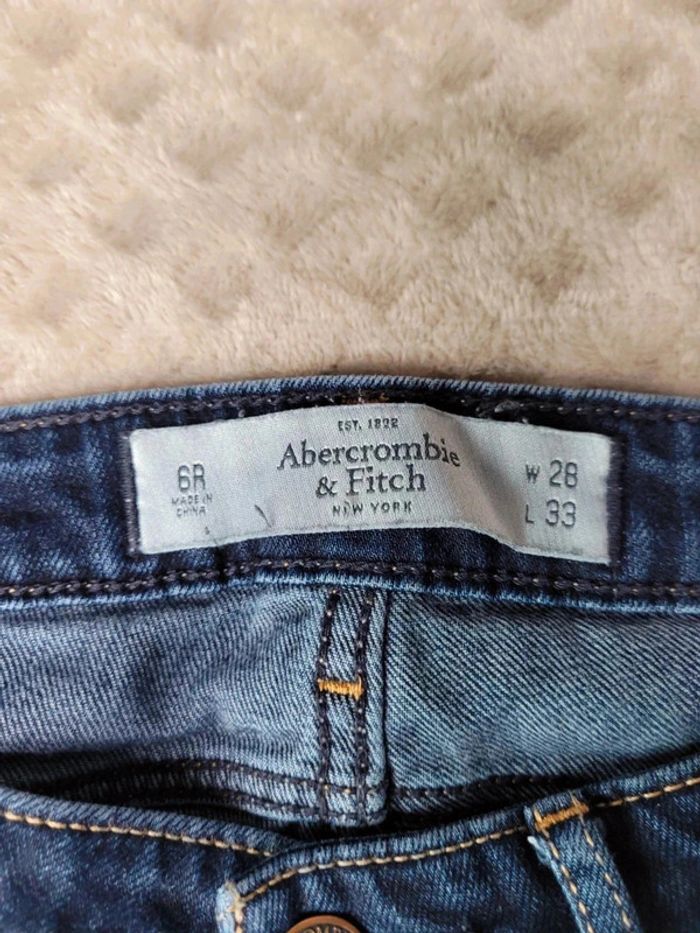 6R
MADE IN
CHINA
EST. 1892
Abercrombie
& Fitch
NEW YORK
W 28
L 33